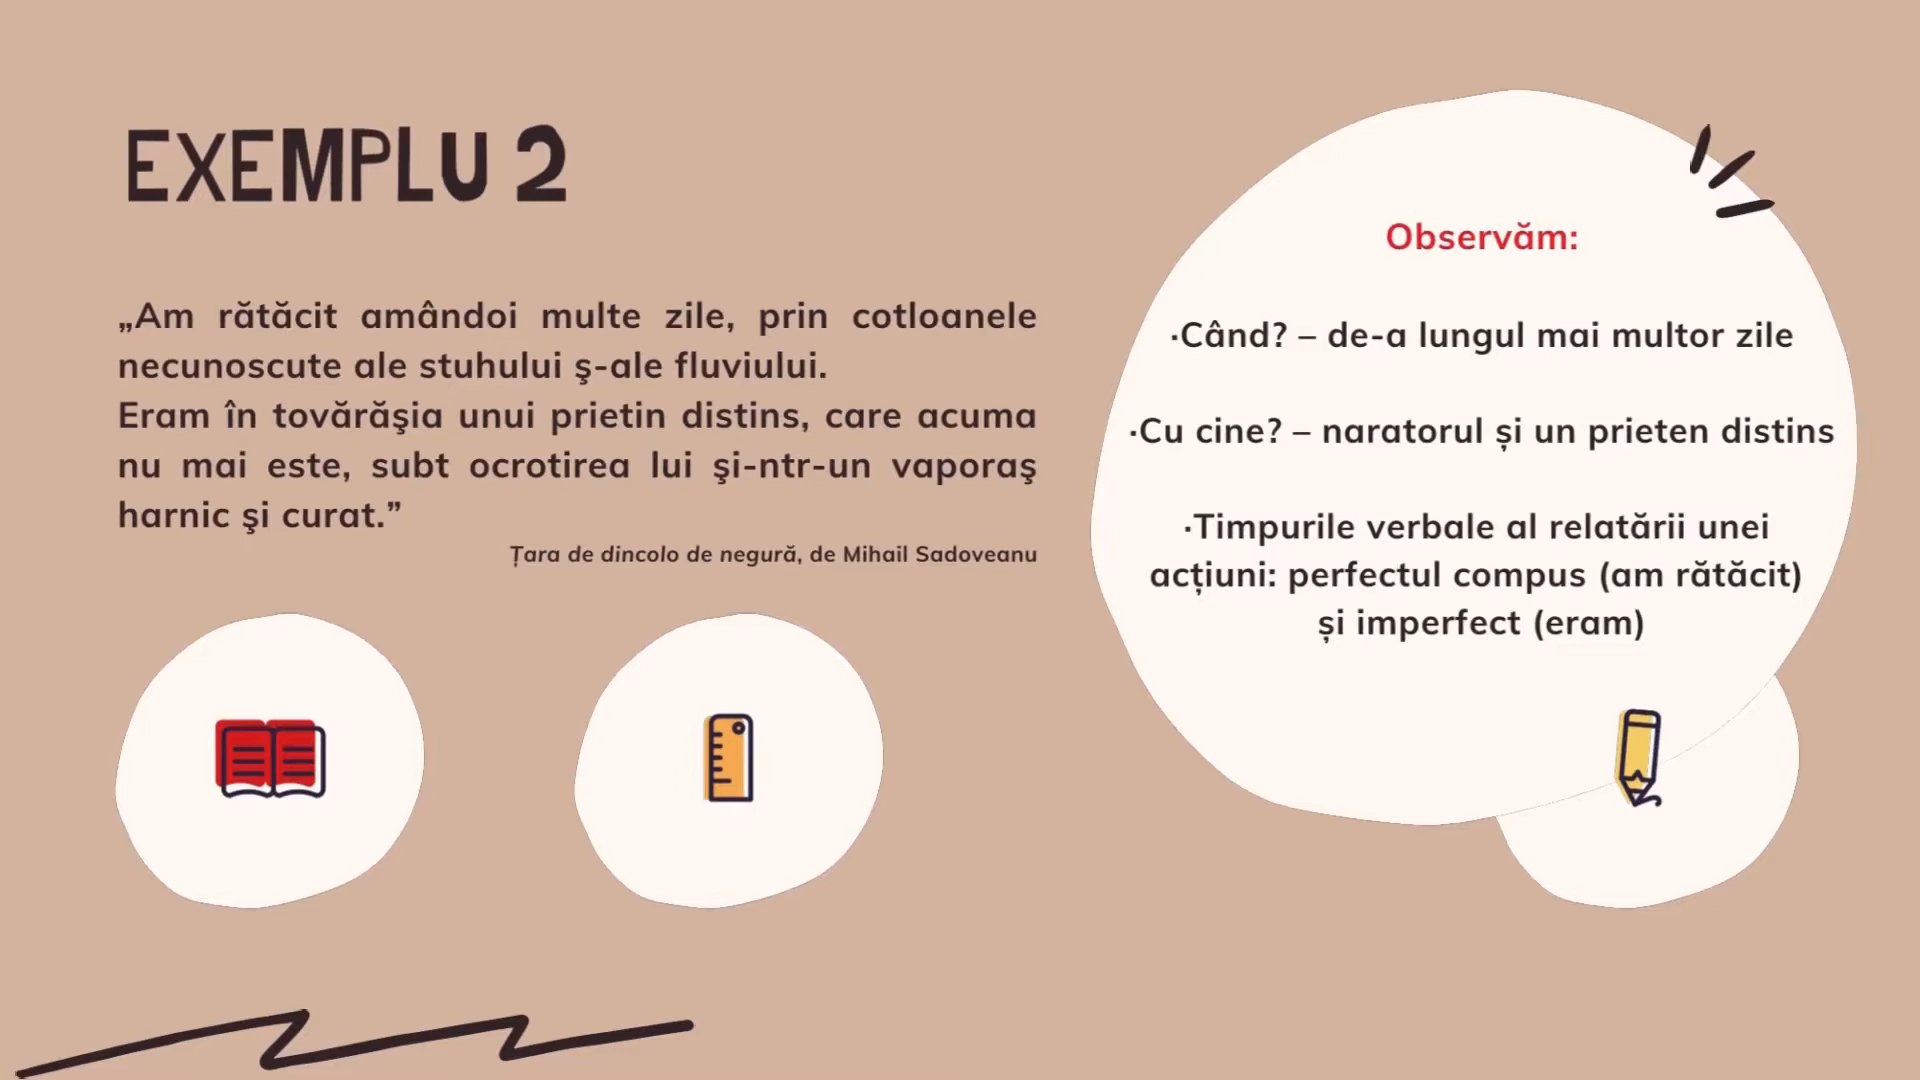 EXEMPLU 2
„Am rătăcit amândoi multe zile, prin cotloanele
necunoscute ale stuhului ş-ale fluviului.
Eram în tovărăşia unui prietin distins, care acuma
nu mai este, subt ocrotirea lui şi-ntr-un vaporaş
harnic şi curat.”
Țara de dincolo de negură, de Mihail Sadoveanu
Observăm:
·Când? – de-a lungul mai multor zile
·Cu cine? – naratorul și un prieten distins
·Timpurile verbale al relatării unei
acțiuni: perfectul compus (am rătăcit)
și imperfect (eram)